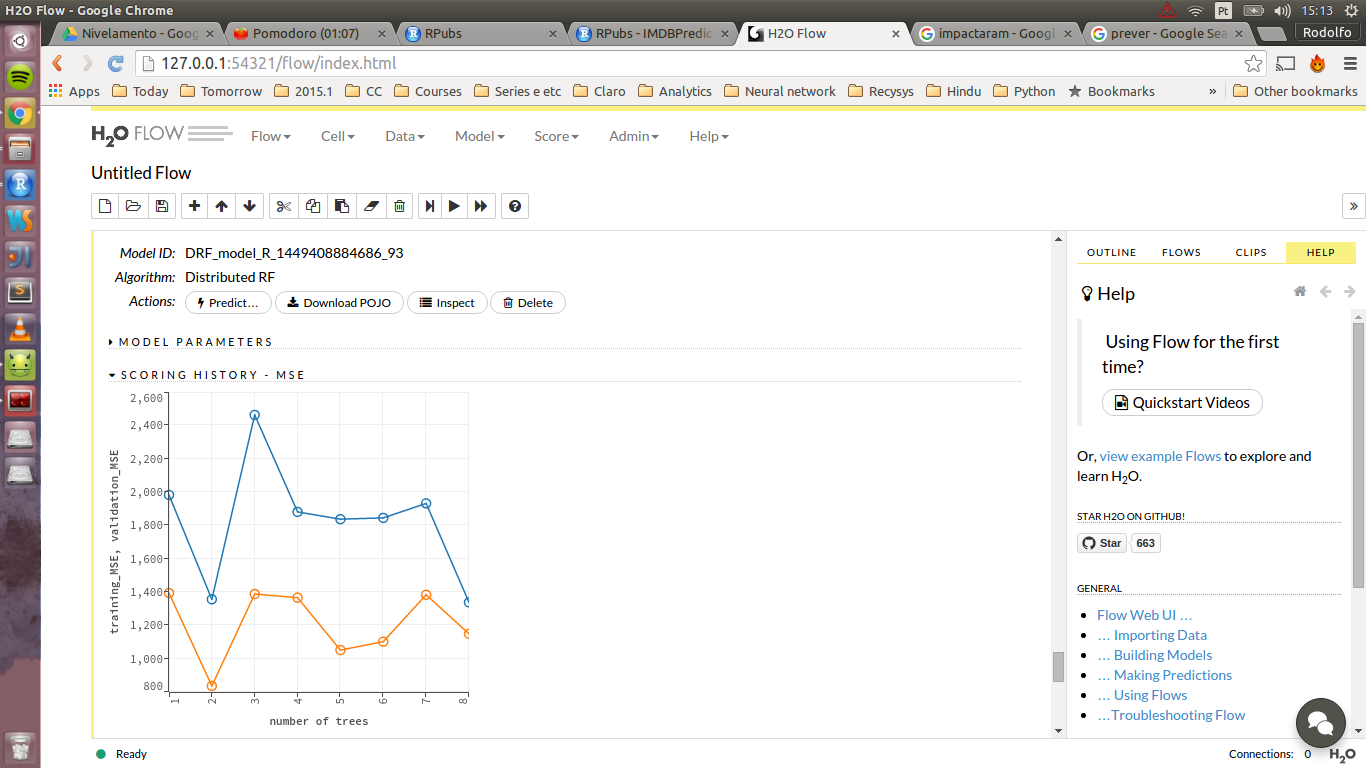 H2O Flow - Google Chrome
Pt
15:13
Nivelamento - Goog
Pomodoro (01:07)
RPubs
RPubs - IMDBPredic
H2O Flow
impactaram - Googl
prever - Google Sea
Rodolfo
127.0.0.1:54321/flow/index.html
Apps Today Tomorrow 2015.1 CC Courses Series e etc Claro Analytics Neural network Recysys Hindu Python Bookmarks » Other bookmarks
H2O FLOW Flow Cell Data Model Score Admin Help
Untitled Flow
Model ID: DRF_model_R_1449408884686_93
Algorithm: Distributed RF
Actions: Predict... Download POJO Inspect Delete
MODEL PARAMETERS
SCORING HISTORY - MSE
training_MSE, validation_MSE
2,600
2,400
2,200
2,000
1,800
1,600
1,400
1,200
1,000
800
1 2 3 4 5 6 7 8
number of trees
»
OUTLINE FLOWS CLIPS HELP
Help
Using Flow for the first
time?
Quickstart Videos
Or, view example Flows to explore and
learn H2O.
STAR H2O ON GITHUB!
Star 663
GENERAL
Flow Web UI ...
... Importing Data
... Building Models
... Making Predictions
... Using Flows
...Troubleshooting Flow
Ready
Connections: 0 H2O